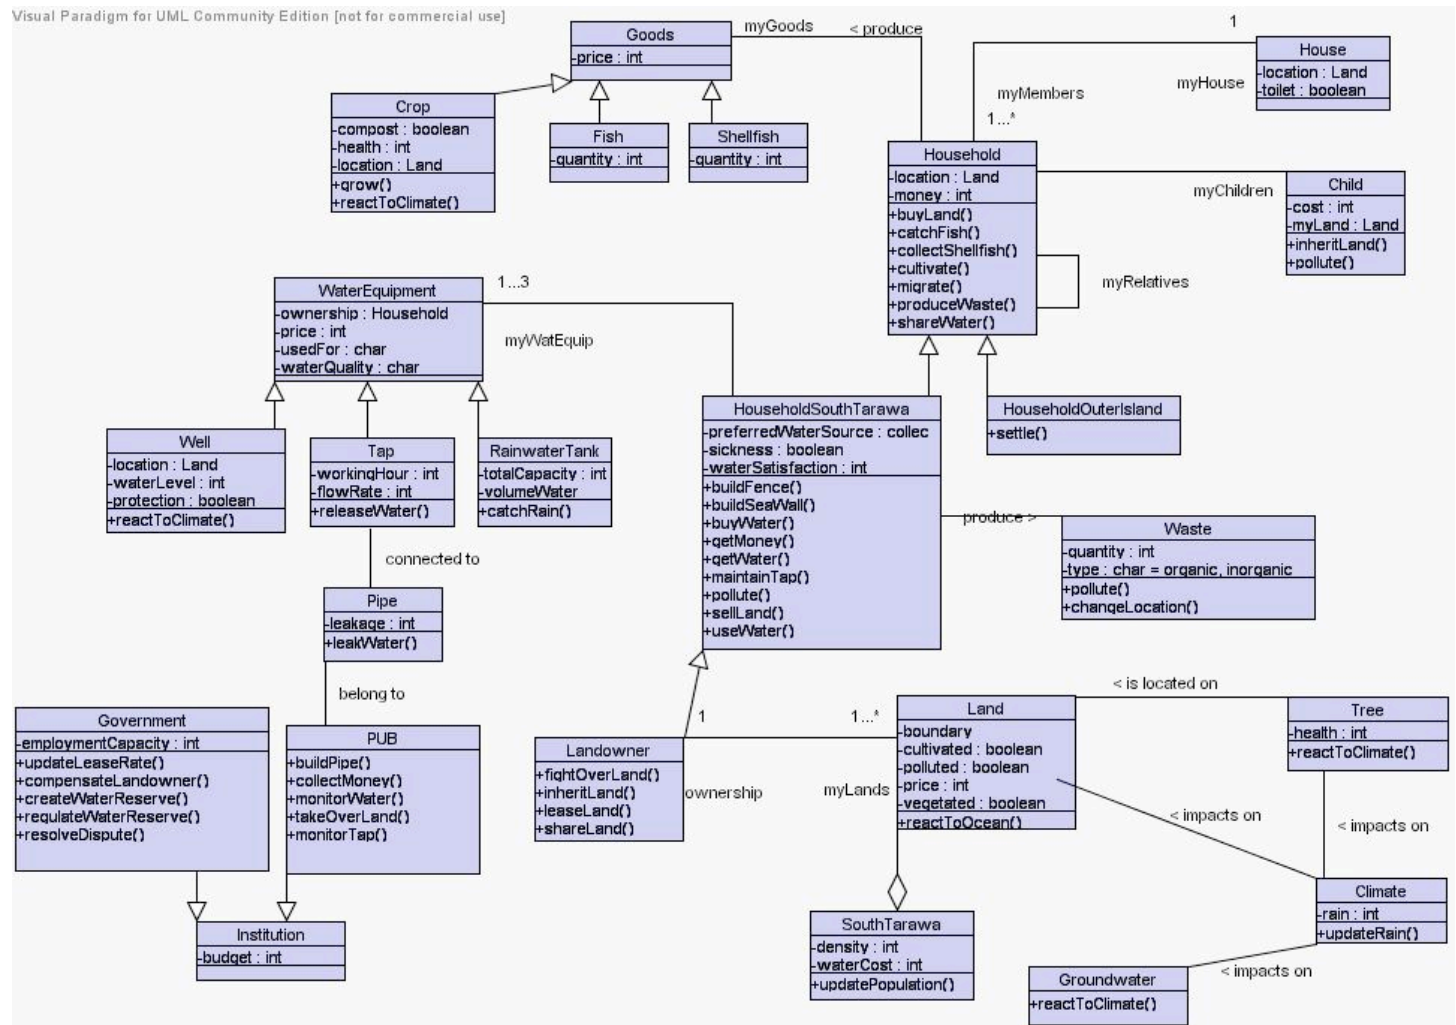 Visual Paradigm for UML Community Edition [not for commercial use]
Goods
-price : int
myGoods
< produce
1
House
-location : Land
-toilet : boolean
myHouse
myMembers
1...*
Crop
-compost : boolean
-health : int
-location : Land
+grow()
+reactToClimate()
Fish
-quantity : int
Shellfish
-quantity : int
Household
-location : Land
-money : int
+buyLand()
+catchFish()
+collectShellfish()
+cultivate()
+migrate()
+produceWaste()
+shareWater()
myChildren
Child
-cost : int
-myLand : Land
+inheritLand()
+pollute()
myRelatives
WaterEquipment
-ownership : Household
-price : int
-usedFor : char
-waterQuality : char
1...3
myWatEquip
Well
-location : Land
-waterLevel : int
-protection : boolean
+reactToClimate()
Tap
-workingHour : int
-flowRate : int
+releaseWater()
RainwaterTank
-totalCapacity : int
-volumeWater
+catchRain()
HouseholdSouthTarawa
-preferredWaterSource : collec
-sickness : boolean
-waterSatisfaction : int
+buildFence()
+buildSeaWall()
+buyWater()
+getMoney()
+getWater()
+maintainTap()
+pollute()
+sellLand()
+useWater()
HouseholdOuterIsland
+settle()
produce >
Waste
-quantity : int
-type : char = organic, inorganic
+pollute()
+changeLocation()
connected to
Pipe
-leakage : int
+leakWater()
belong to
Government
-employmentCapacity : int
+updateLeaseRate()
+compensateLandowner()
+createWaterReserve()
+regulateWaterReserve()
+resolveDispute()
PUB
+buildPipe()
+collectMoney()
+monitorWater()
+takeOverLand()
+monitorTap()
Institution
-budget : int
Landowner
+fightOverLand()
+inheritLand()
+leaseLand()
+shareLand()
1
ownership
1...*
myLands
Land
-boundary
-cultivated : boolean
-polluted : boolean
-price : int
-vegetated : boolean
+reactToOcean()
< is located on
Tree
-health : int
+reactToClimate()
< impacts on
< impacts on
Climate
-rain : int
+updateRain()
SouthTarawa
-density : int
-waterCost : int
+updatePopulation()
< impacts on
Groundwater
+reactToClimate()